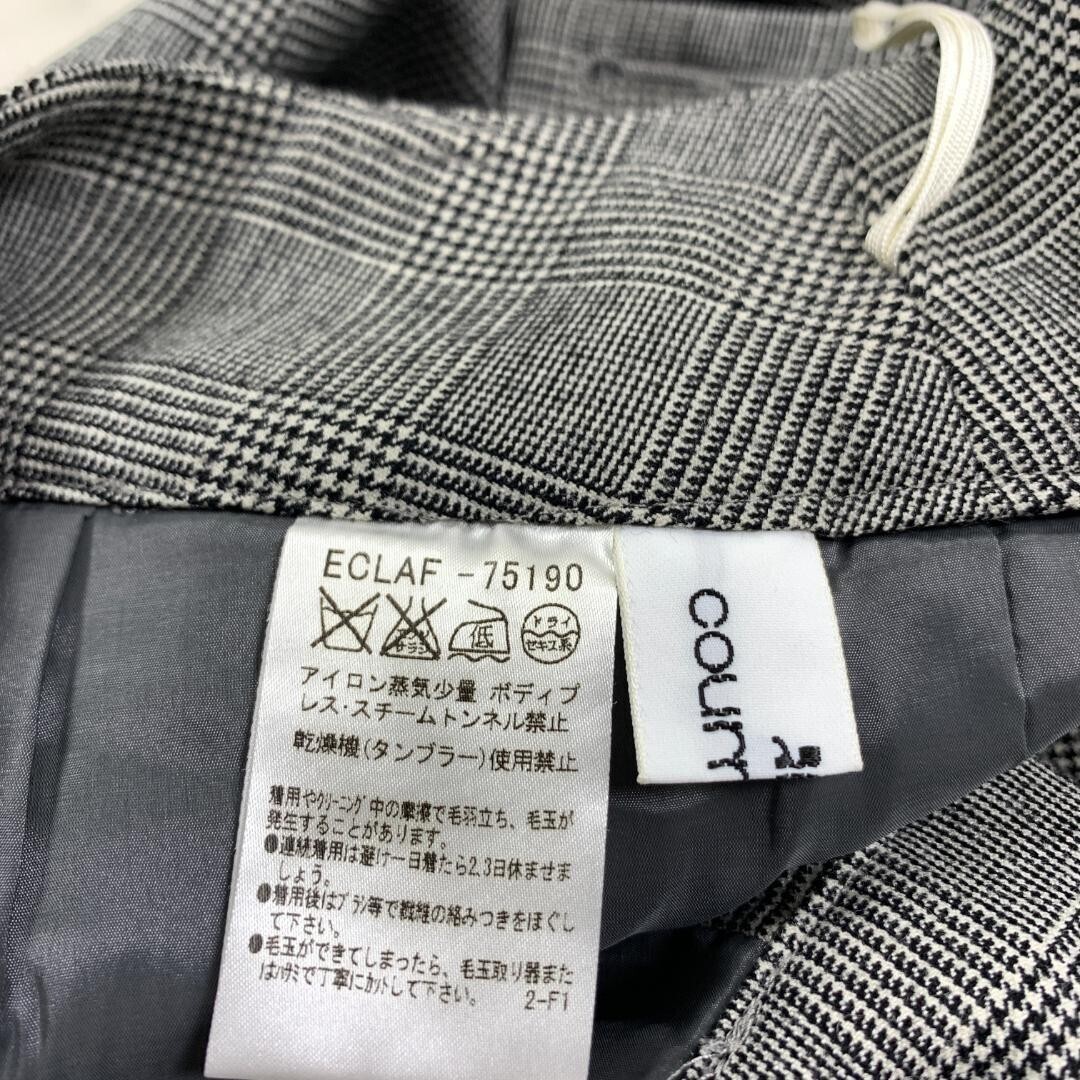 ECLAF -75190
エンソ サラシ 低 ドライ セキユ系
アイロン蒸気少量 ボディプ
レス・スチームトンネル禁止
乾燥機(タンブラー)使用禁止
着用やクリーニング中の摩擦で毛羽立ち、毛玉が
発生することがあります。
●連続着用は避け一日着たら2,3日休ませま
しょう。
●着用後はブラシ等で繊維の絡みつきをほぐし
て下さい。
●毛玉ができてしまったら、毛玉取り器また
はハサミで丁寧にカットして下さい。 2-F1
cour